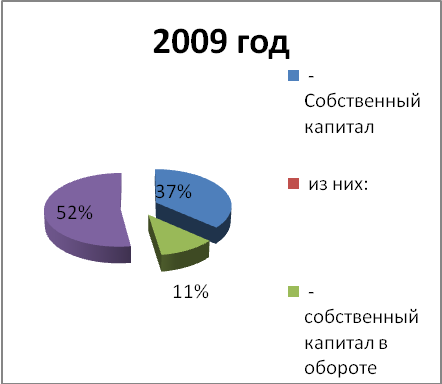 2009 год
-
Собственный
капитал
37%
из них:
52%
11%
-
собственный
капитал в
обороте